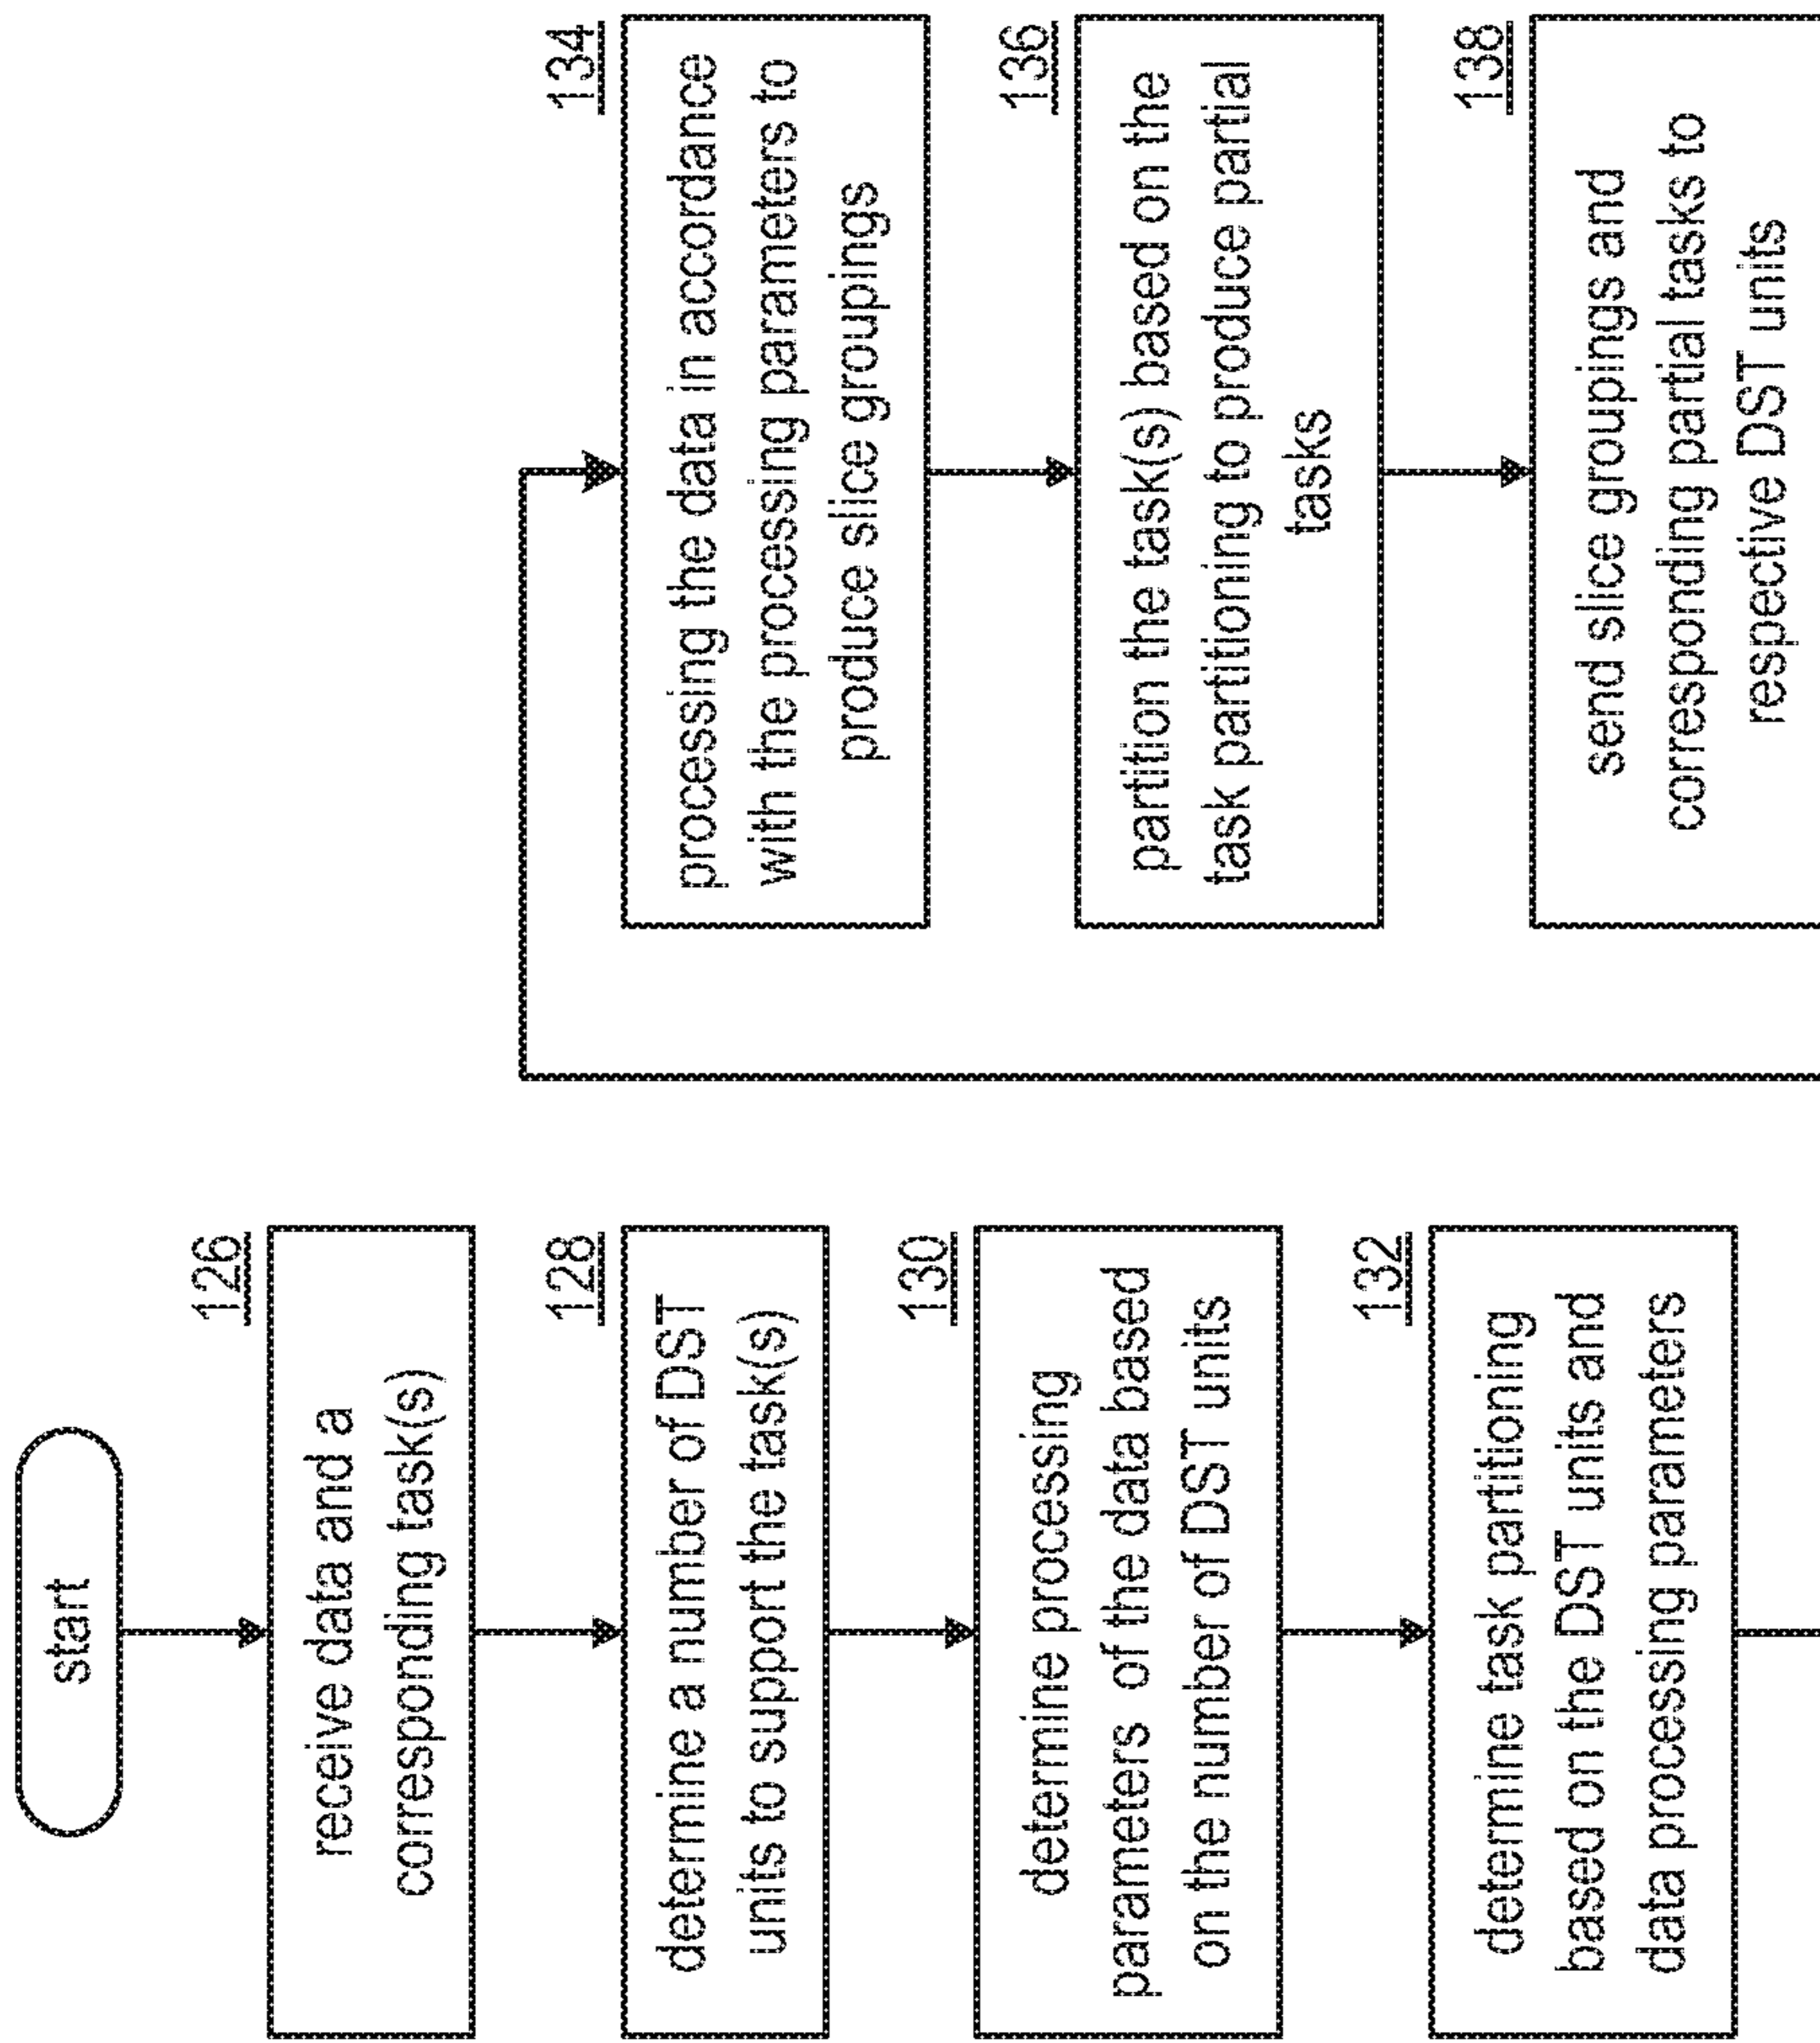 start
126
receive data and a
corresponding task(s)
128
determine a number of DST
units to support the task(s)
130
determine processing
parameters of the data based
on the number of DST units
132
determine task partitioning
based on the DST units and
data processing parameters
134
processing the data in accordance
with the processing parameters to
produce slice groupings
136
partition the task(s) based on the
task partitioning to produce partial
tasks
138
send slice groupings and
corresponding partial tasks to
respective DST units